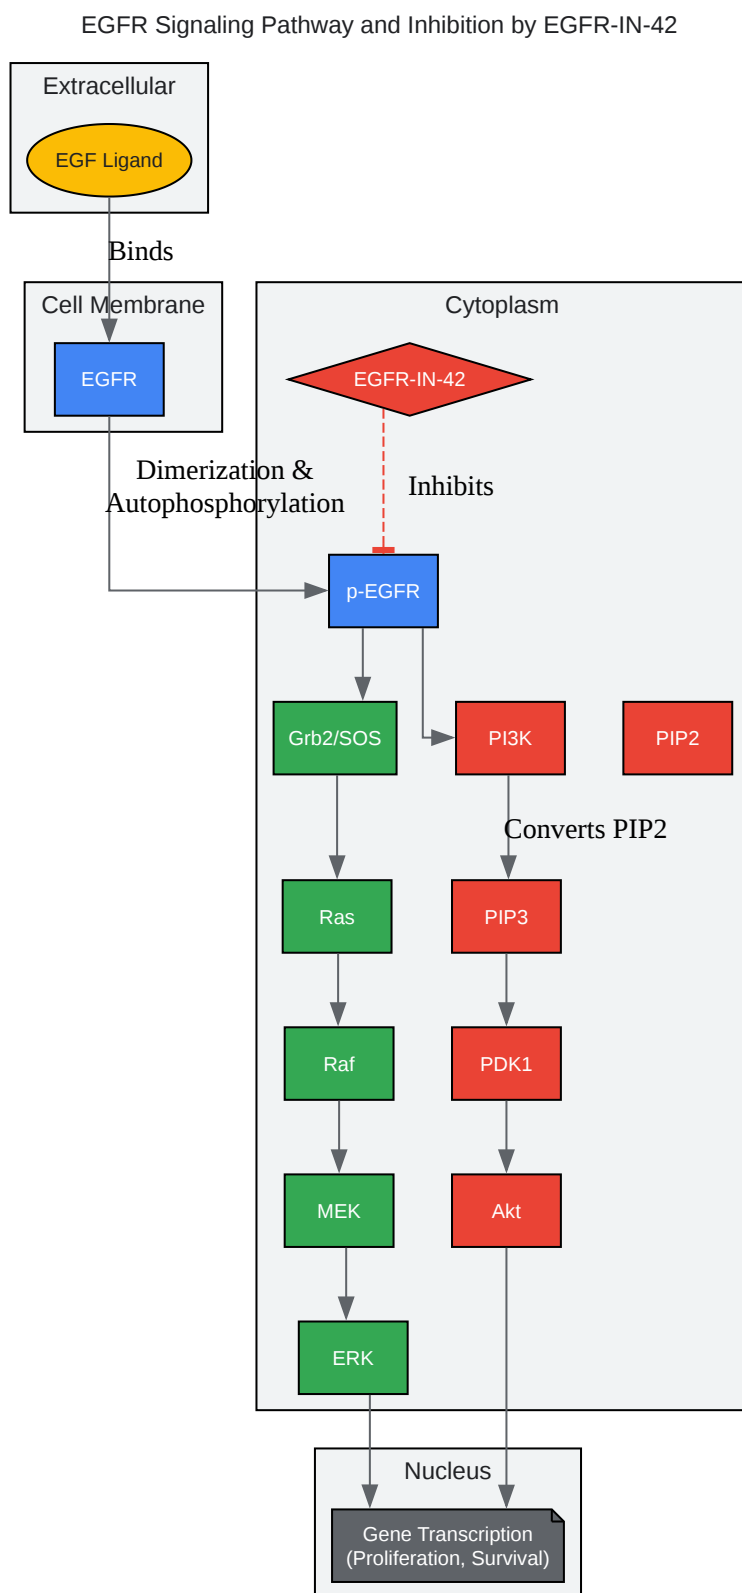 EGFR Signaling Pathway and Inhibition by EGFR-IN-42
Extracellular
EGF Ligand
Binds
Cell Membrane
EGFR
Cytoplasm
EGFR-IN-42
Dimerization &
Autophosphorylation
Inhibits
p-EGFR
Grb2/SOS
PI3K
PIP2
Converts PIP2
Ras
PIP3
Raf
PDK1
MEK
Akt
ERK
Nucleus
Gene Transcription
(Proliferation, Survival)